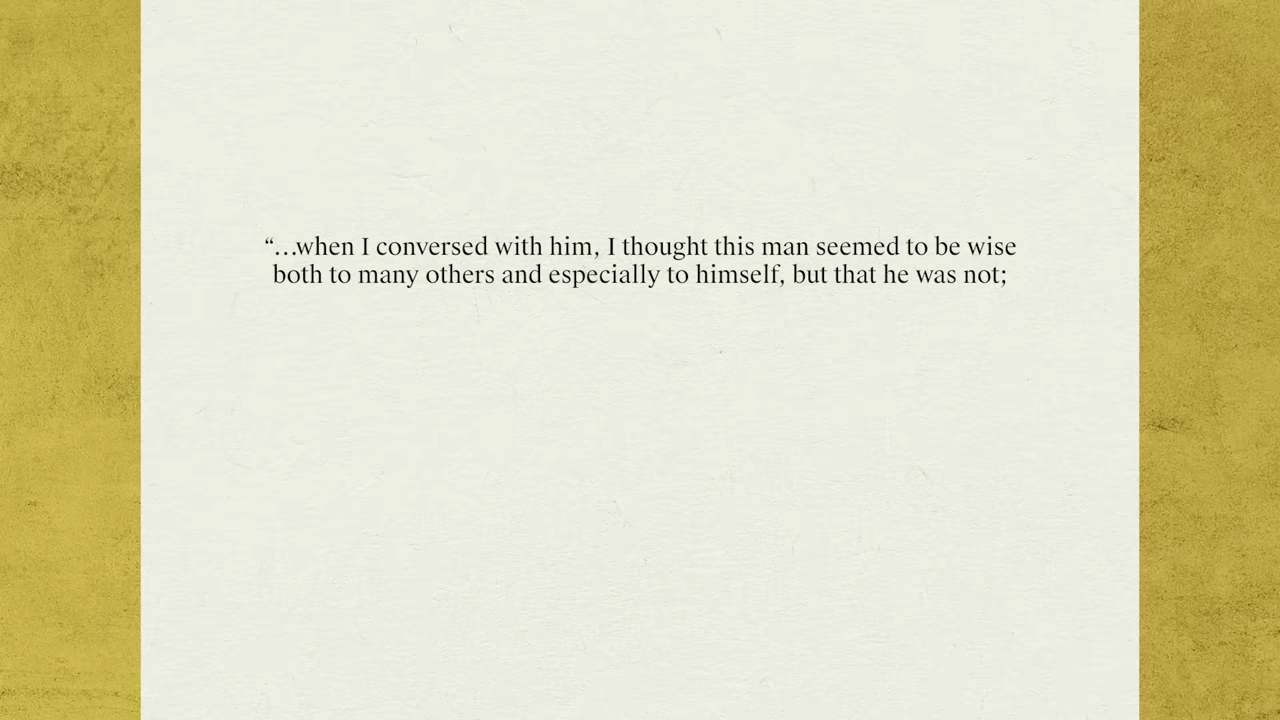 “…when I conversed with him, I thought this man seemed to be wise
both to many others and especially to himself, but that he was not;